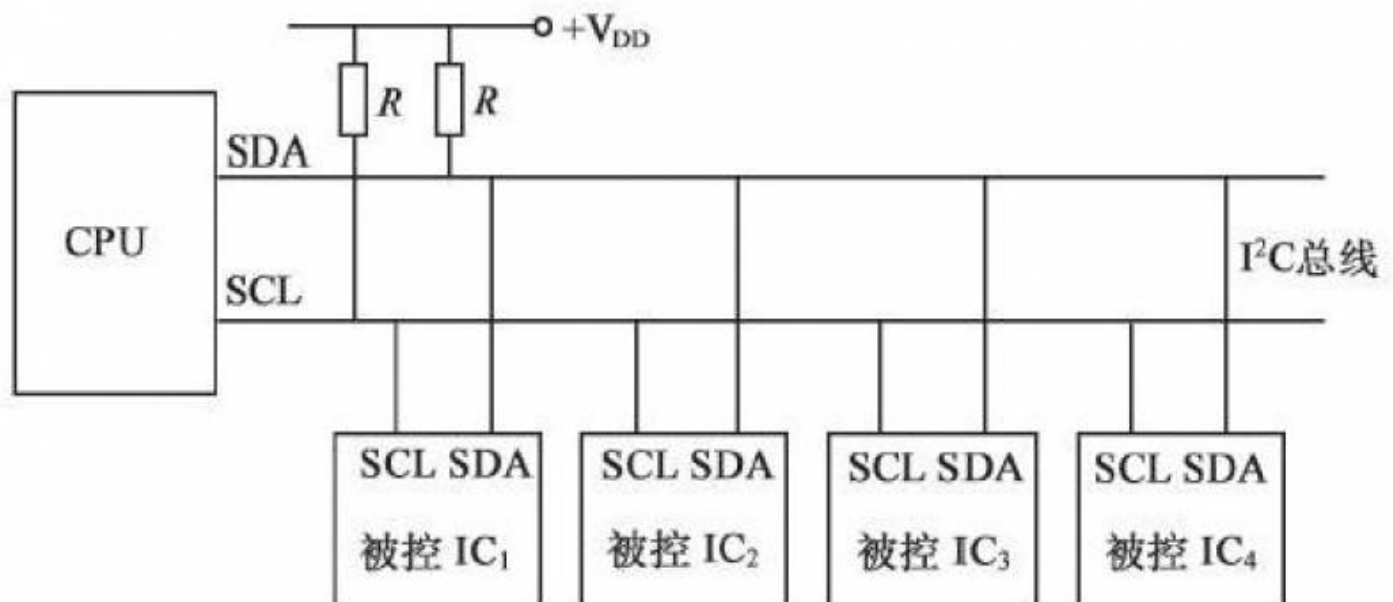 +V_DD
R R
SDA
CPU
I²C总线
SCL
SCL SDA SCL SDA SCL SDA SCL SDA
被控 IC₁ 被控 IC₂ 被控 IC₃ 被控 IC₄